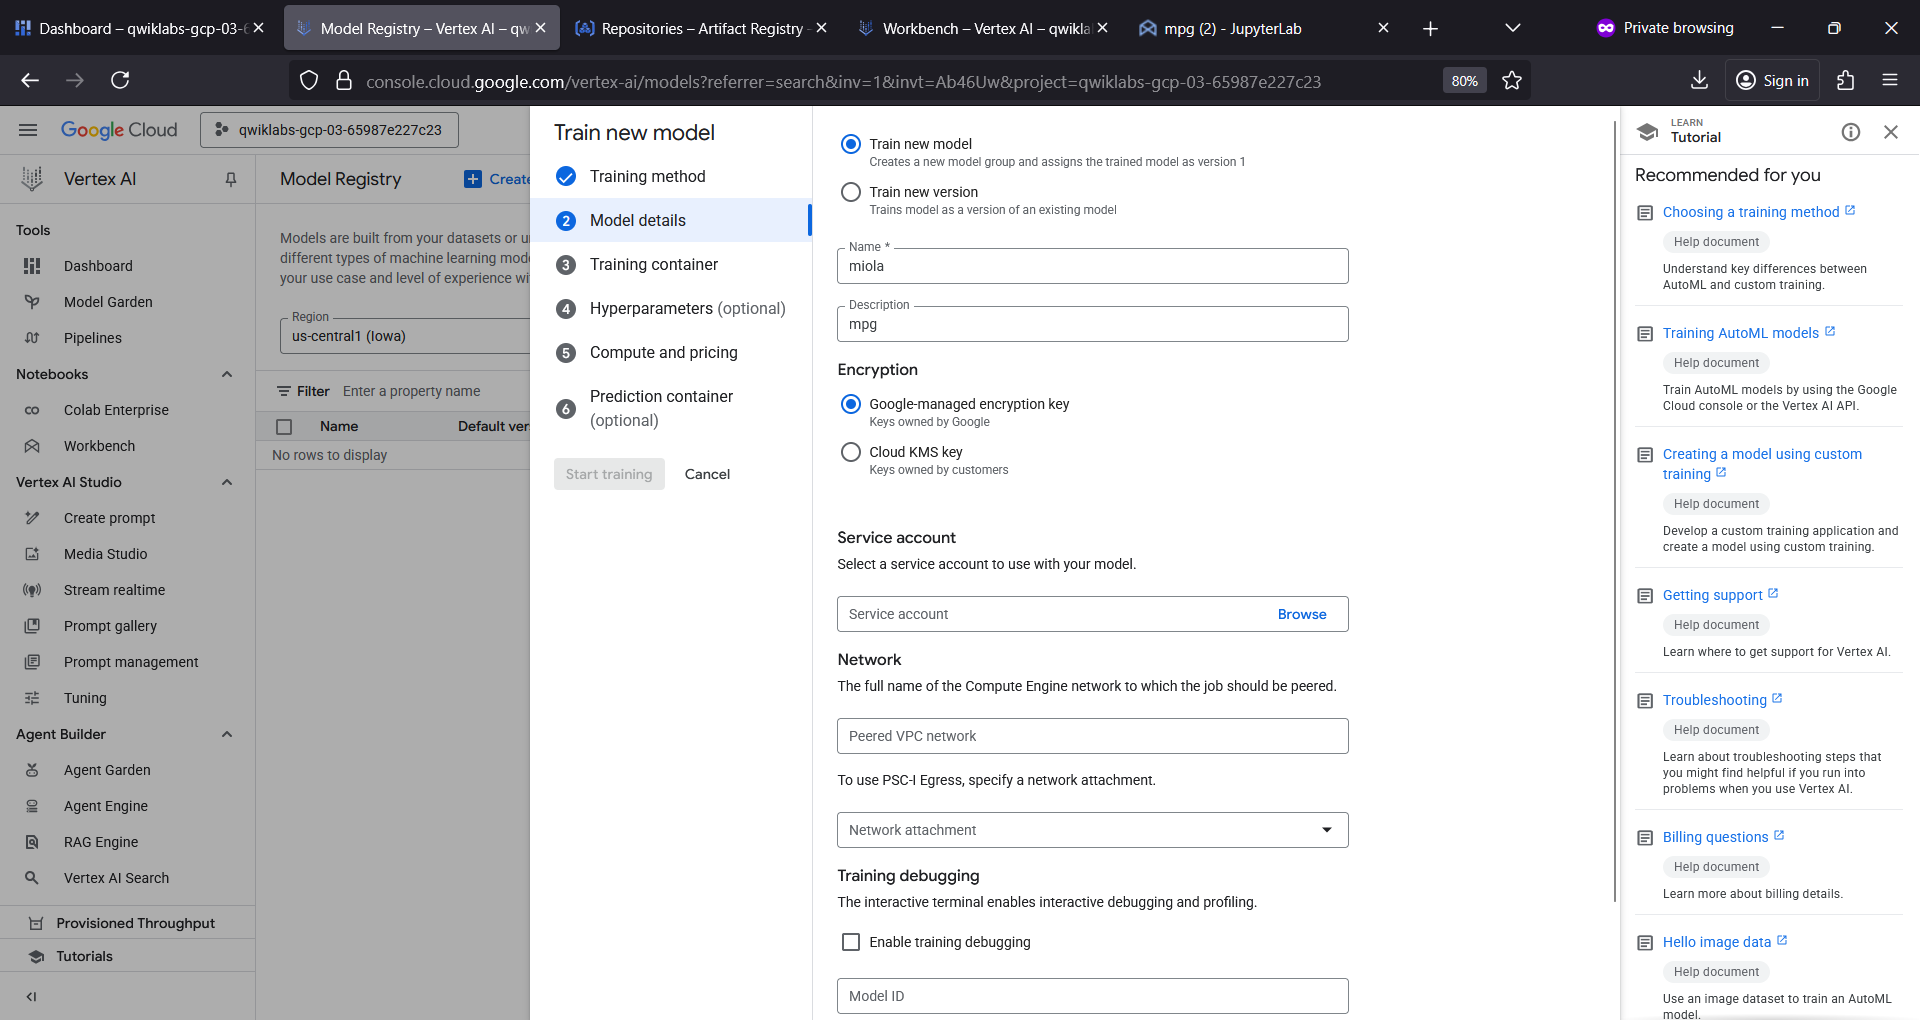 Dashboard – qwiklabs-gcp-03-6
Model Registry – Vertex AI – qw
Repositories – Artifact Registry -
Workbench – Vertex AI – qwikla
mpg (2) - JupyterLab
Private browsing
console.cloud.google.com/vertex-ai/models?referrer=search&inv=1&invt=Ab46Uw&project=qwiklabs-gcp-03-65987e227c23
80%
Sign in
Google Cloud
qwiklabs-gcp-03-65987e227c23
Vertex AI
Tools
Dashboard
Model Garden
Pipelines
Notebooks
Colab Enterprise
Workbench
Vertex AI Studio
Create prompt
Media Studio
Stream realtime
Prompt gallery
Prompt management
Tuning
Agent Builder
Agent Garden
Agent Engine
RAG Engine
Vertex AI Search
Provisioned Throughput
Tutorials
Model Registry
Create
Models are built from your datasets or u
different types of machine learning mode
your use case and level of experience wi
Region
us-central1 (Iowa)
Filter Enter a property name
Name Default ver
No rows to display
Train new model
Training method
2 Model details
3 Training container
4 Hyperparameters (optional)
5 Compute and pricing
6 Prediction container
(optional)
Start training Cancel
Train new model
Creates a new model group and assigns the trained model as version 1
Train new version
Trains model as a version of an existing model
Name *
miola
Description
mpg
Encryption
Google-managed encryption key
Keys owned by Google
Cloud KMS key
Keys owned by customers
Service account
Select a service account to use with your model.
Service account Browse
Network
The full name of the Compute Engine network to which the job should be peered.
Peered VPC network
To use PSC-I Egress, specify a network attachment.
Network attachment
Training debugging
The interactive terminal enables interactive debugging and profiling.
Enable training debugging
Model ID
LEARN
Tutorial
Recommended for you
Choosing a training method
Help document
Understand key differences between
AutoML and custom training.
Training AutoML models
Help document
Train AutoML models by using the Google
Cloud console or the Vertex AI API.
Creating a model using custom
training
Help document
Develop a custom training application and
create a model using custom training.
Getting support
Help document
Learn where to get support for Vertex AI.
Troubleshooting
Help document
Learn about troubleshooting steps that
you might find helpful if you run into
problems when you use Vertex AI.
Billing questions
Help document
Learn more about billing details.
Hello image data
Help document
Use an image dataset to train an AutoML
model.